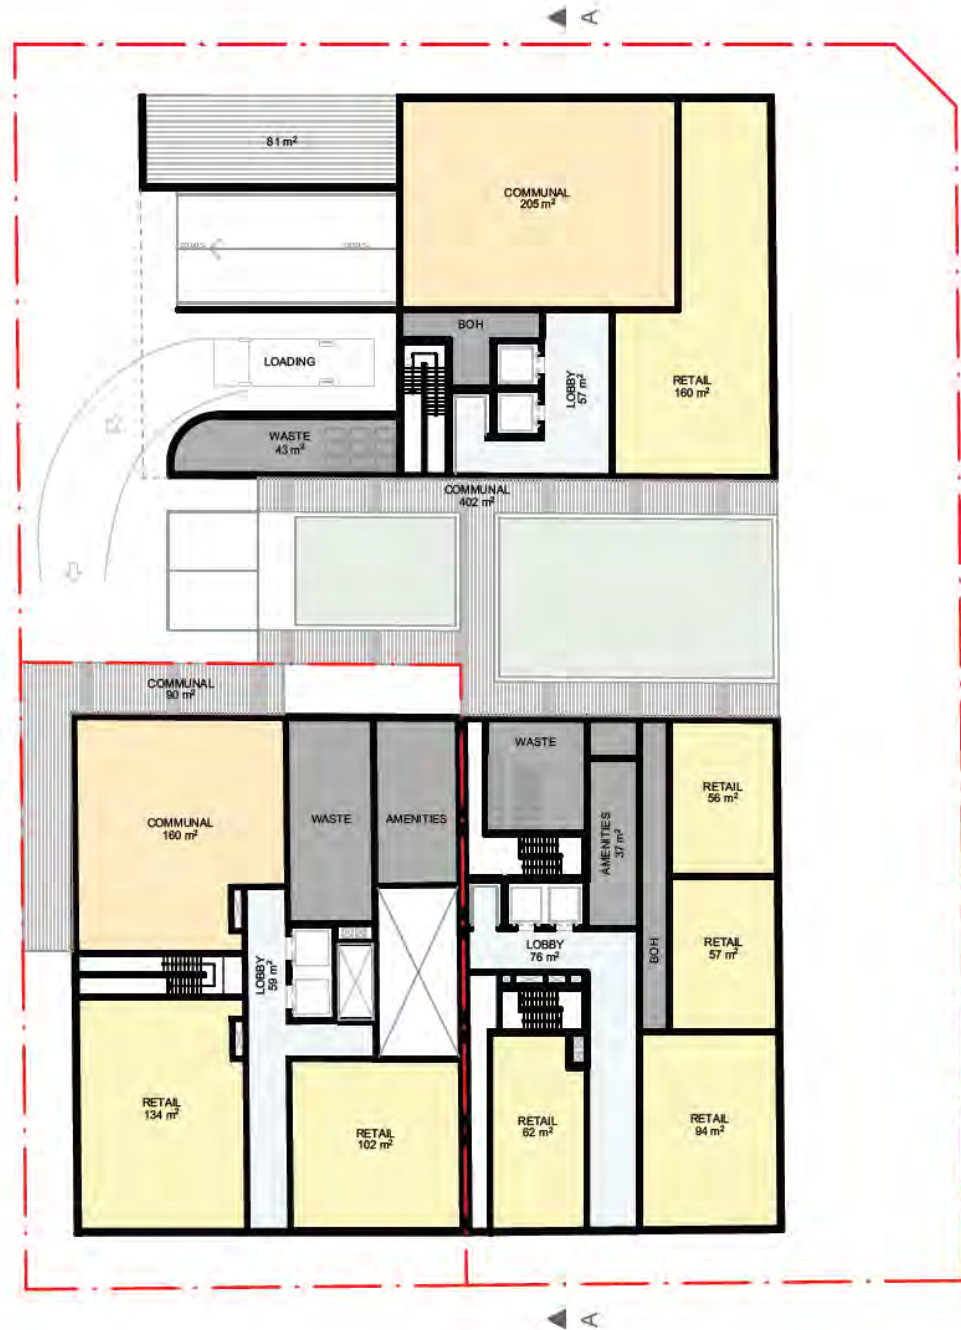 A
81 m²
COMMUNAL
205 m²
BOH
LOADING
LOBBY
57 m²
RETAIL
160 m²
WASTE
43 m²
COMMUNAL
402 m²
COMMUNAL
90 m²
WASTE
RETAIL
56 m²
COMMUNAL
160 m²
WASTE
AMENITIES
AMENITIES
37 m²
LOBBY
76 m²
BOH
RETAIL
57 m²
LOBBY
59 m²
RETAIL
134 m²
RETAIL
102 m²
RETAIL
62 m²
RETAIL
94 m²
A